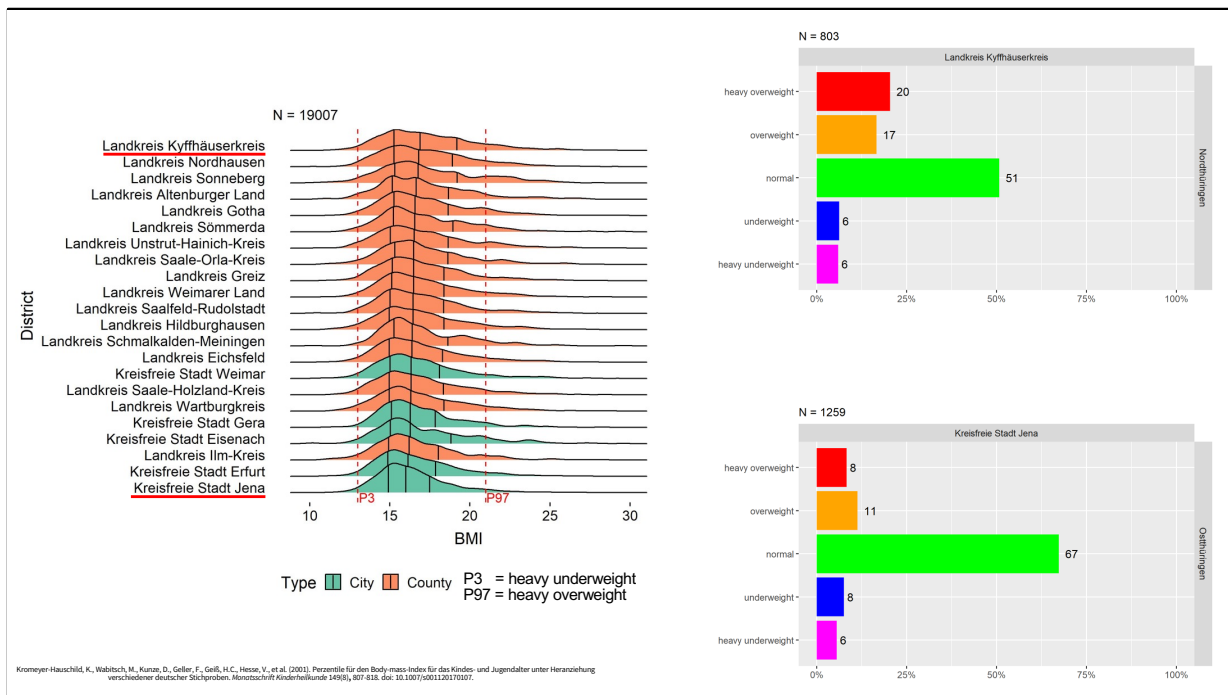 N = 19007
District
Landkreis Kyffhäuserkreis
Landkreis Nordhausen
Landkreis Sonneberg
Landkreis Altenburger Land
Landkreis Gotha
Landkreis Sömmerda
Landkreis Unstrut-Hainich-Kreis
Landkreis Saale-Orla-Kreis
Landkreis Greiz
Landkreis Weimarer Land
Landkreis Saalfeld-Rudolstadt
Landkreis Hildburghausen
Landkreis Schmalkalden-Meiningen
Landkreis Eichsfeld
Kreisfreie Stadt Weimar
Landkreis Saale-Holzland-Kreis
Landkreis Wartburgkreis
Kreisfreie Stadt Gera
Kreisfreie Stadt Eisenach
Landkreis Ilm-Kreis
Kreisfreie Stadt Erfurt
Kreisfreie Stadt Jena
P3 P97
10 15 20 25 30
BMI
Type City County
P3 = heavy underweight
P97 = heavy overweight
N = 803
Landkreis Kyffhäuserkreis
heavy overweight 20
overweight 17
normal 51
underweight 6
heavy underweight 6
0% 25% 50% 75% 100%
Nordthüringen
N = 1259
Kreisfreie Stadt Jena
heavy overweight 8
overweight 11
normal 67
underweight 8
heavy underweight 6
0% 25% 50% 75% 100%
Ostthüringen
Kromeyer-Hauschild, K., Wabitsch, M., Kunze, D., Geller, F., Geiß, H.C., Hesse, V., et al. (2001). Perzentile für den Body-mass-Index für das Kindes- und Jugendalter unter Heranziehung
verschiedener deutscher Stichproben. Monatsschrift Kinderheilkunde 149(8), 807-818. doi: 10.1007/s001120170107.